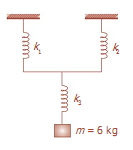 k₁
k₂
k₃
m = 6 kg